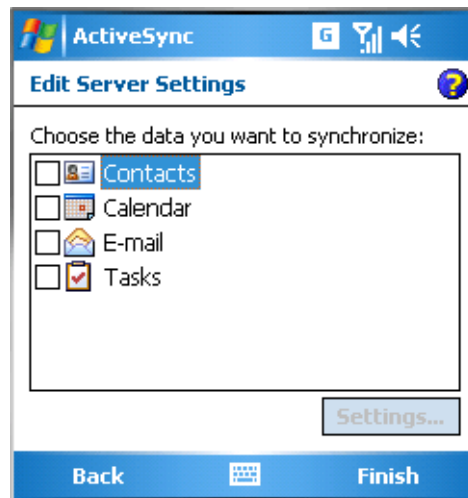 ActiveSync G
Edit Server Settings ?
Choose the data you want to synchronize:
Contacts
Calendar
E-mail
Tasks
Settings...
Back Finish